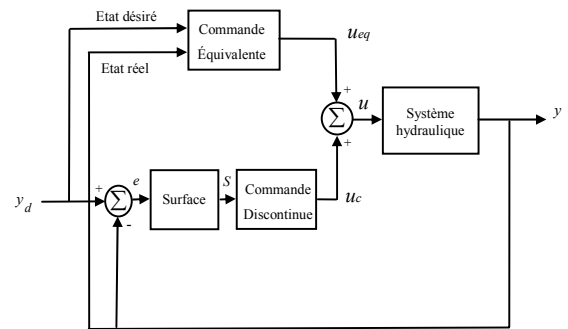 Etat désiré
Commande
Équivalente
u_eq
Etat réel
+
u
Système
hydraulique
y
Σ
+
e
S
Commande
Discontinue
y_d
+
Σ
Surface
u_c
-